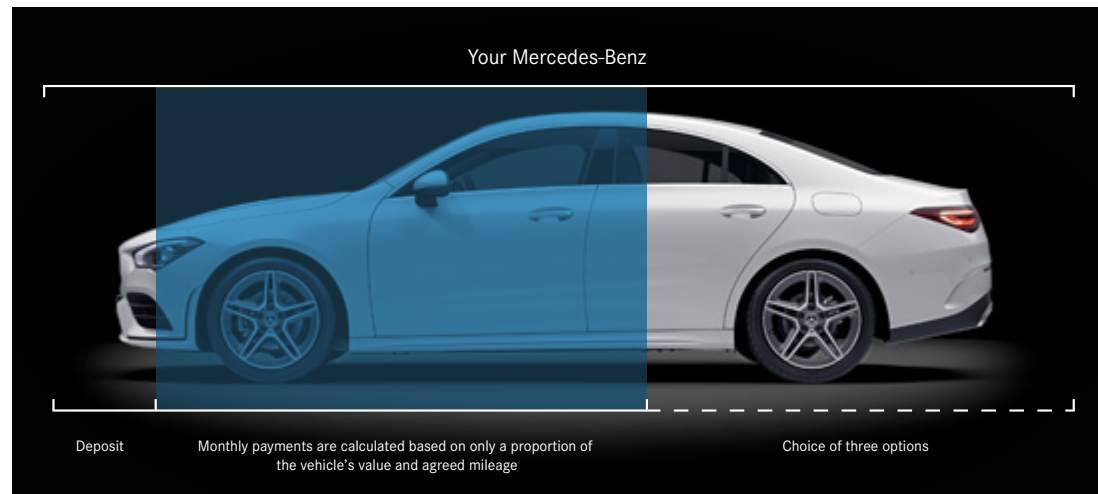 Your Mercedes-Benz
Deposit
Monthly payments are calculated based on only a proportion of
the vehicle's value and agreed mileage
Choice of three options